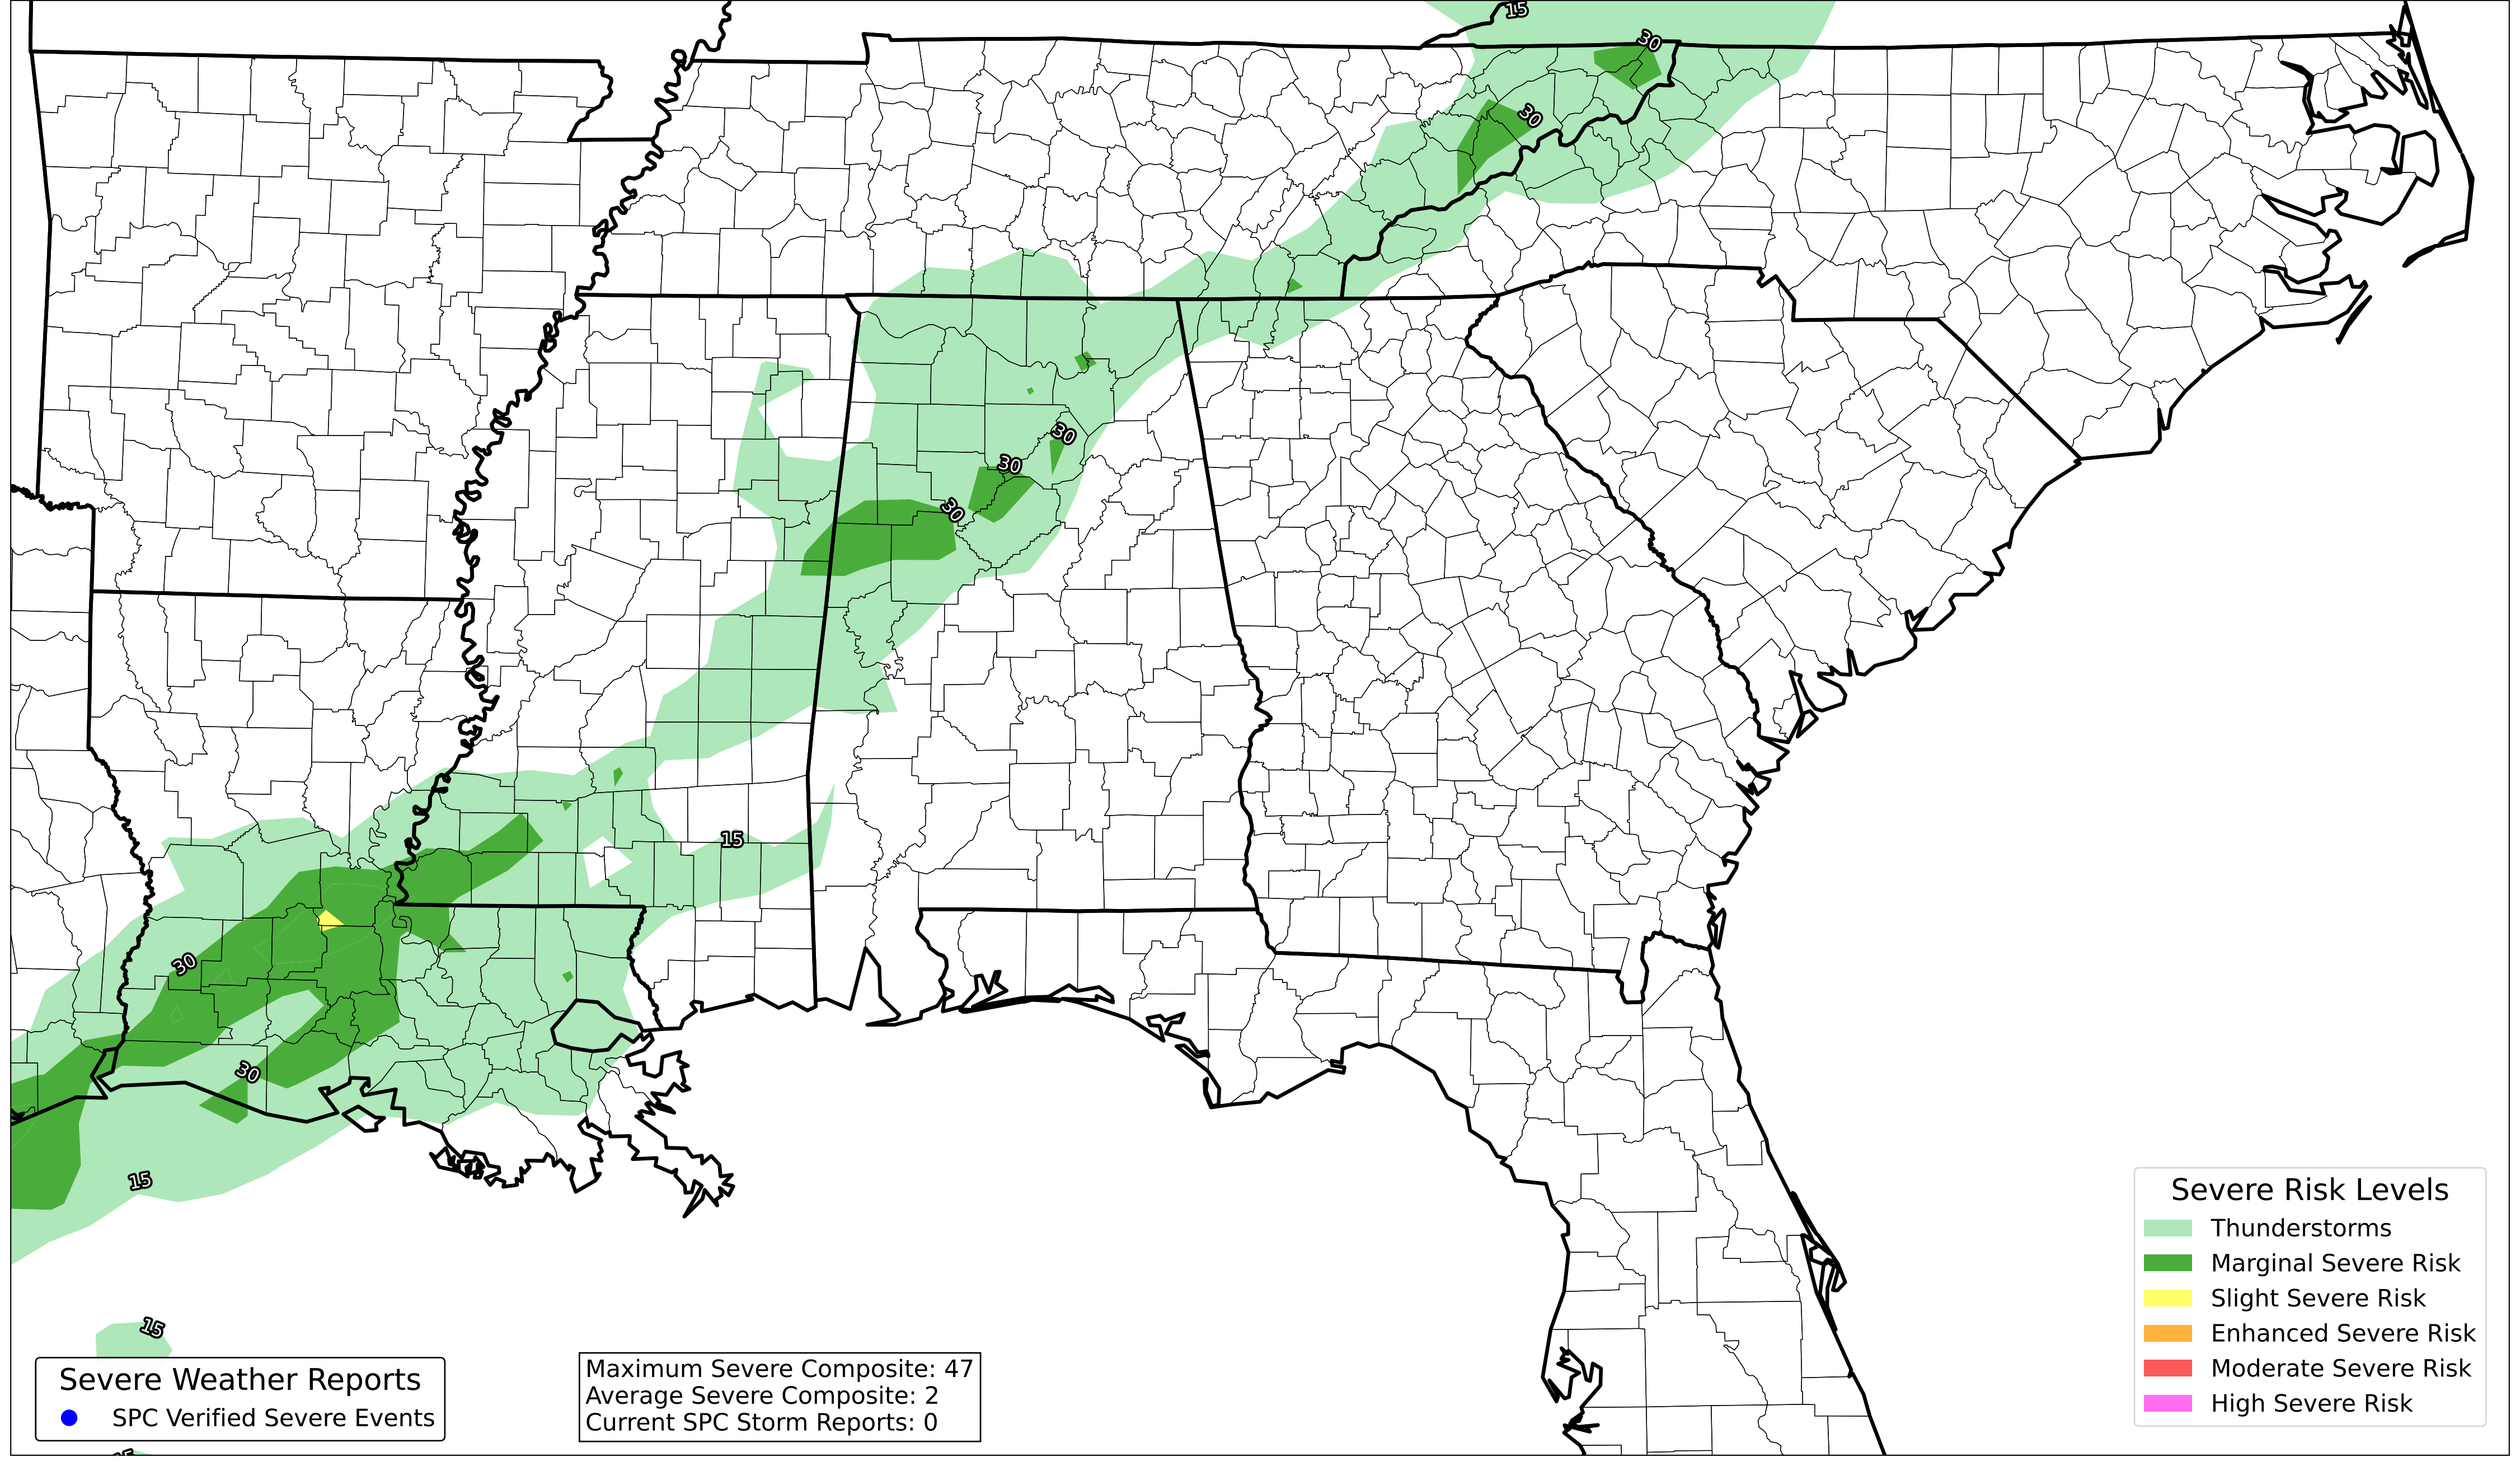 15
30
30
30
30
30
15
30
30
15
15
Severe Risk Levels
Thunderstorms
Marginal Severe Risk
Slight Severe Risk
Enhanced Severe Risk
Moderate Severe Risk
High Severe Risk
Severe Weather Reports
SPC Verified Severe Events
Maximum Severe Composite: 47
Average Severe Composite: 2
Current SPC Storm Reports: 0